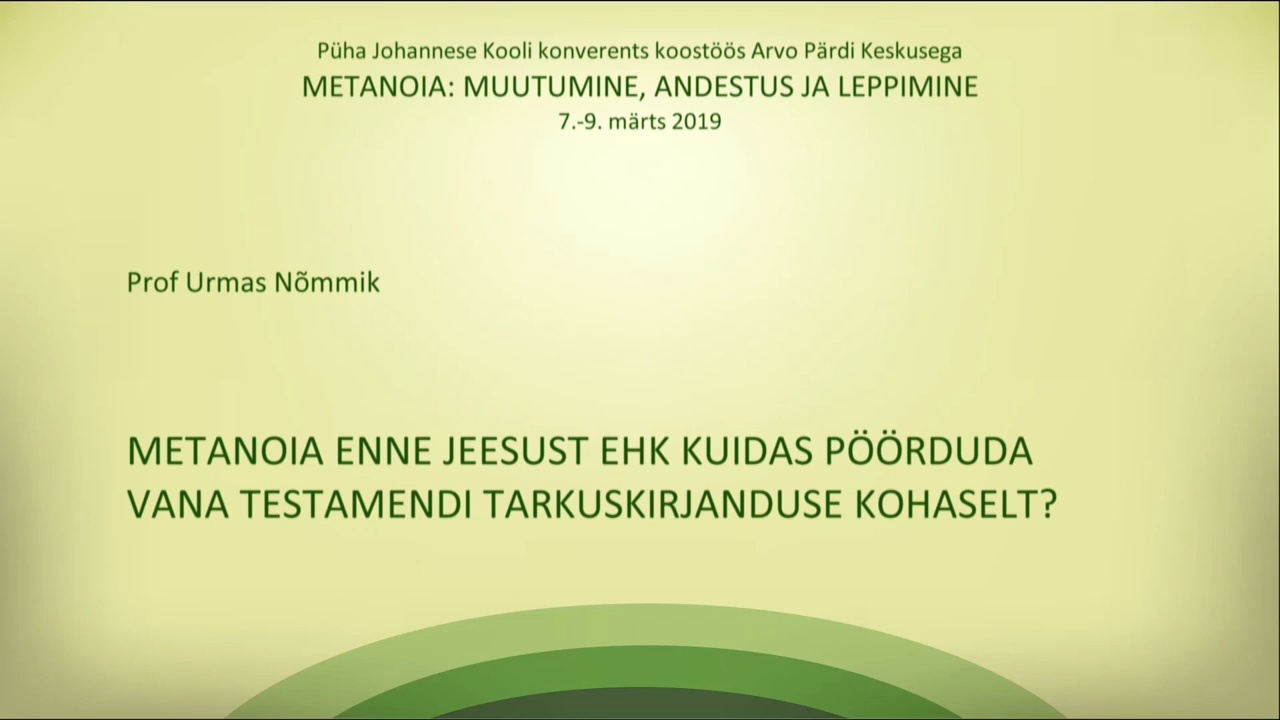 Püha Johannese Kooli konverents koostöös Arvo Pärdi Keskusega
METANOIA: MUUTUMINE, ANDESTUS JA LEPPIMINE
7.-9. märts 2019
Prof Urmas Nõmmik
METANOIA ENNE JEESUST EHK KUIDAS PÖÖRDUDA
VANA TESTAMENDI TARKUSKIRJANDUSE KOHASELT?